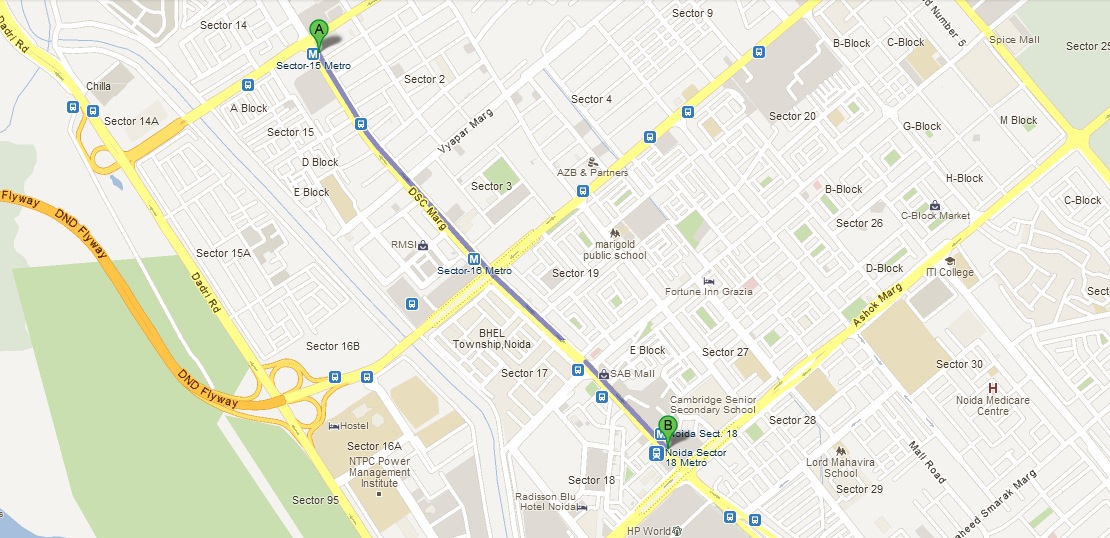 Sector 14
Sector 9
Dadri Rd
A
M
Sector-15 Metro
Sector 2
B-Block
C-Block
d Number 5
Spice Mall
Sector 25
Chilla
A Block
Sector 4
Sector 20
Sector 14A
Sector 15
Vyapar Marg
G-Block
M Block
D Block
AZB & Partners
H-Block
E Block
Sector 3
B-Block
C-Block
Flyway
DND Flyway
DSC Marg
C-Block Market
Sector 26
RMSI
marigold
public school
Sector 15A
M
Sector-16 Metro
Sector 19
D-Block
ITI College
Dadri Rd
Fortune Inn Grazia
Ashok Marg
BHEL
Township,Noida
Sector 16B
E Block
Sector 27
Sector 30
DND Flyway
Sector 17
SAB Mall
H
Noida Medicare
Centre
Cambridge Senior
Secondary School
Hostel
B
Noida Sect. 18
Sector 28
Sector 16A
Noida Sector
18 Metro
NTPC Power
Management
Institute
Lord Mahavira
School
Mall Road
Sector 18
Sector 29
Sector 95
Radisson Blu
Hotel Noida
aheed Smarak Marg
HP World